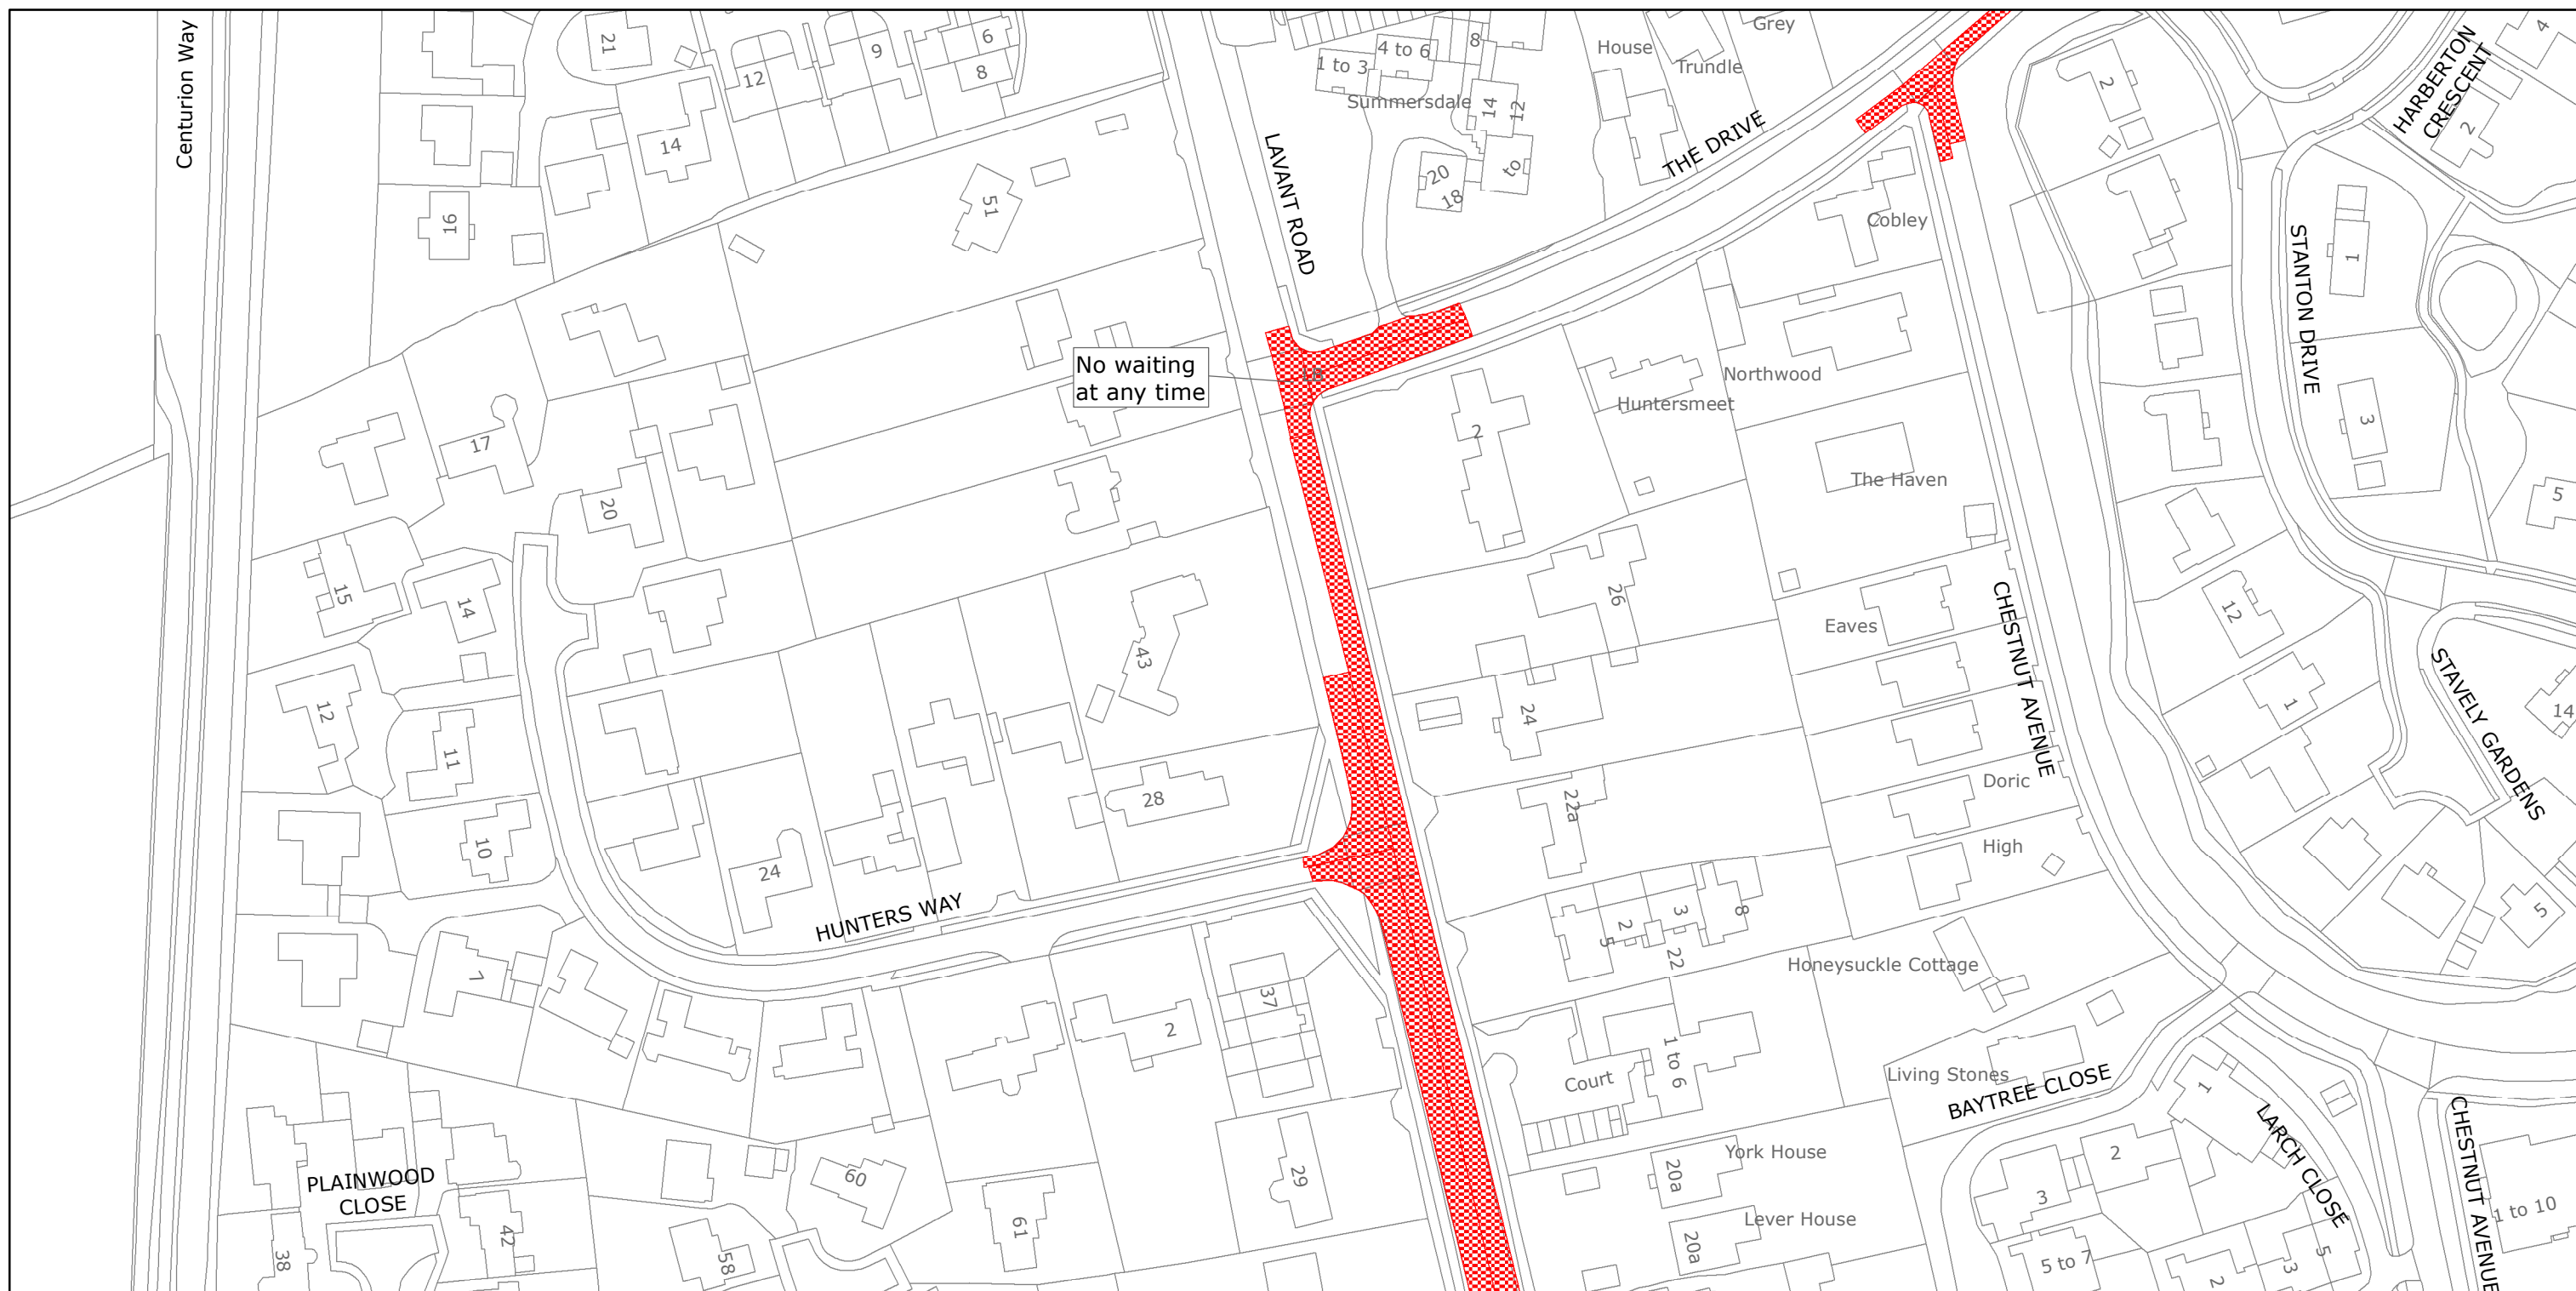 Centurion Way
21
12
9
6
8
14
16
51
LAVANT ROAD
1 to 3
4 to 6
8
Summersdale
14
12
to
20
18
House
Trundle
Grey
THE DRIVE
Cobley
2
HARBERTON
CRESCENT
4
2
STANTON DRIVE
1
3
5
No waiting
at any time
17
20
15
14
12
11
10
43
28
24
HUNTERS WAY
2
Huntersmeet
Northwood
The Haven
26
Eaves
24
22a
CHESTNUT AVENUE
Doric
High
12
1
STAVELY GARDENS
14
5
2
5
3
22
8
Honeysuckle Cottage
7
2
37
Court
1 to 6
Living Stones
BAYTREE CLOSE
PLAINWOOD
CLOSE
38
42
58
60
61
29
York House
20a
Lever House
20a
1
LARCH CLOSE
2
3
5 to 7
2
3
5
CHESTNUT AVENUE
1 to 10